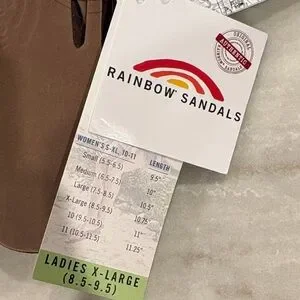 ORIGINAL
AUTHENTIC
RAINBOW SANDALS
RAINBOW® SANDALS
WOMEN'S S-XL, 10-11 LENGTH
Small (5.5-6.5) 9.5"
Medium (6.5-7.5) 10"
Large (7.5-8.5) 10.5"
X-Large (8.5-9.5) 10.75"
10 (9.5-10.5) 11"
11 (10.5-11.5) 11.25"
LADIES X-LARGE
(8.5-9.5)